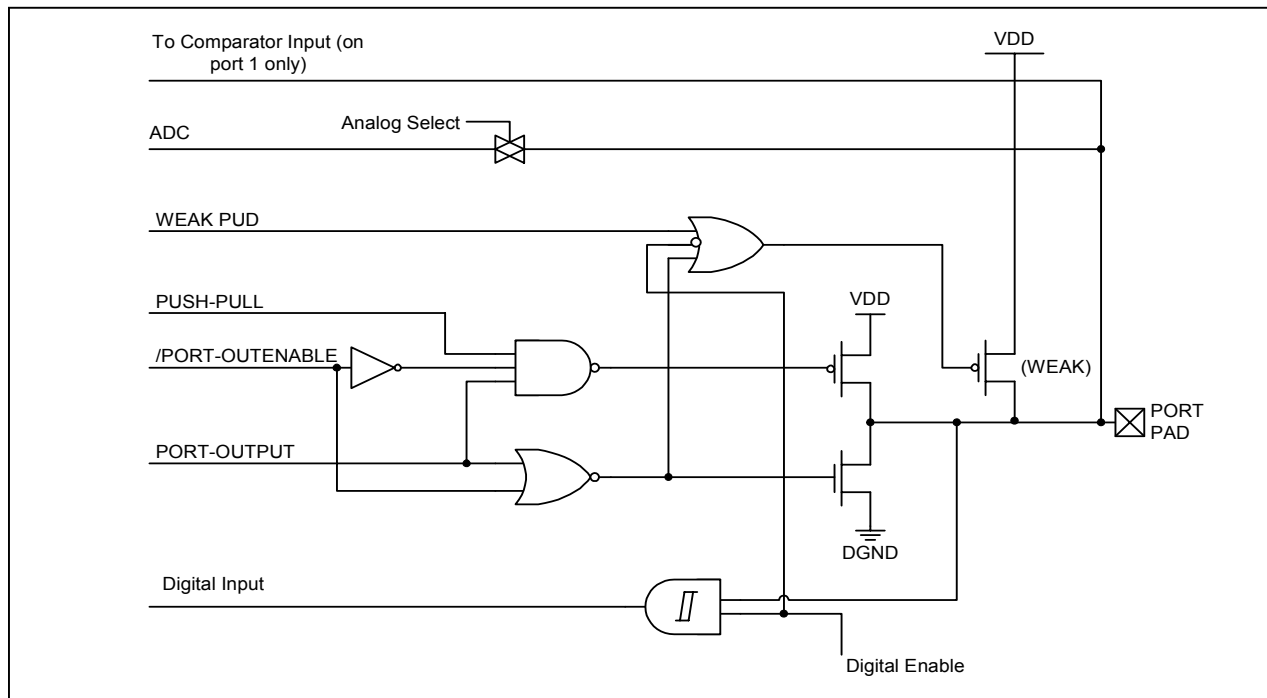 To Comparator Input (on
port 1 only)
VDD
Analog Select
ADC
WEAK PUD
PUSH-PULL
VDD
/PORT-OUTENABLE
(WEAK)
PORT
PAD
PORT-OUTPUT
DGND
Digital Input
Digital Enable